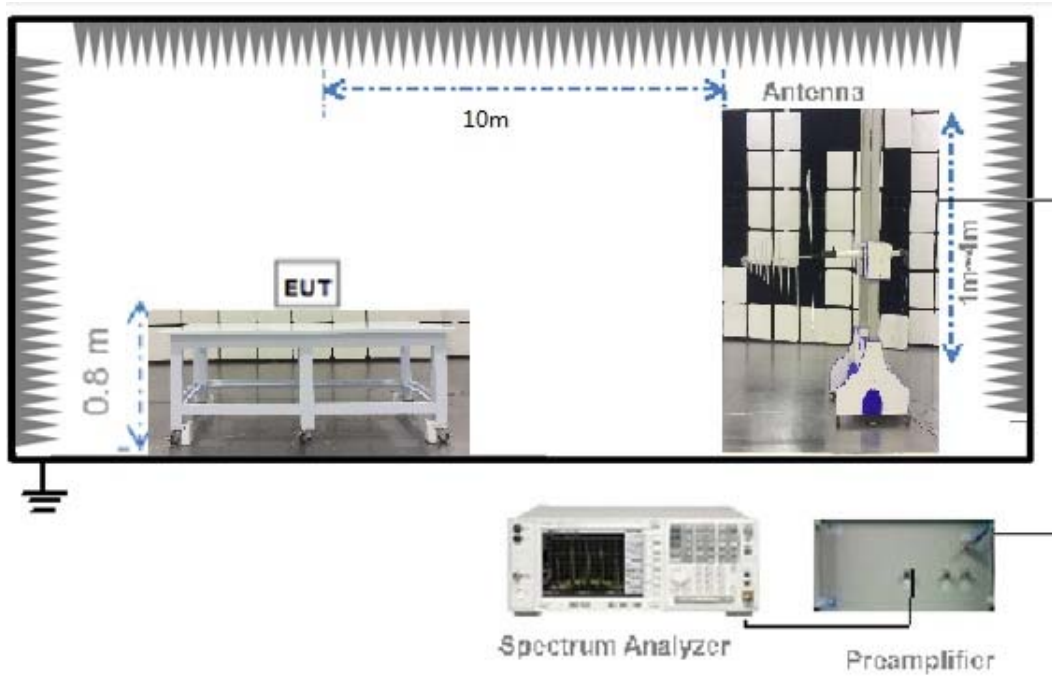 Antenna
10m
1m-4m
EUT
0.8 m
Spectrum Analyzer
Preamplifier